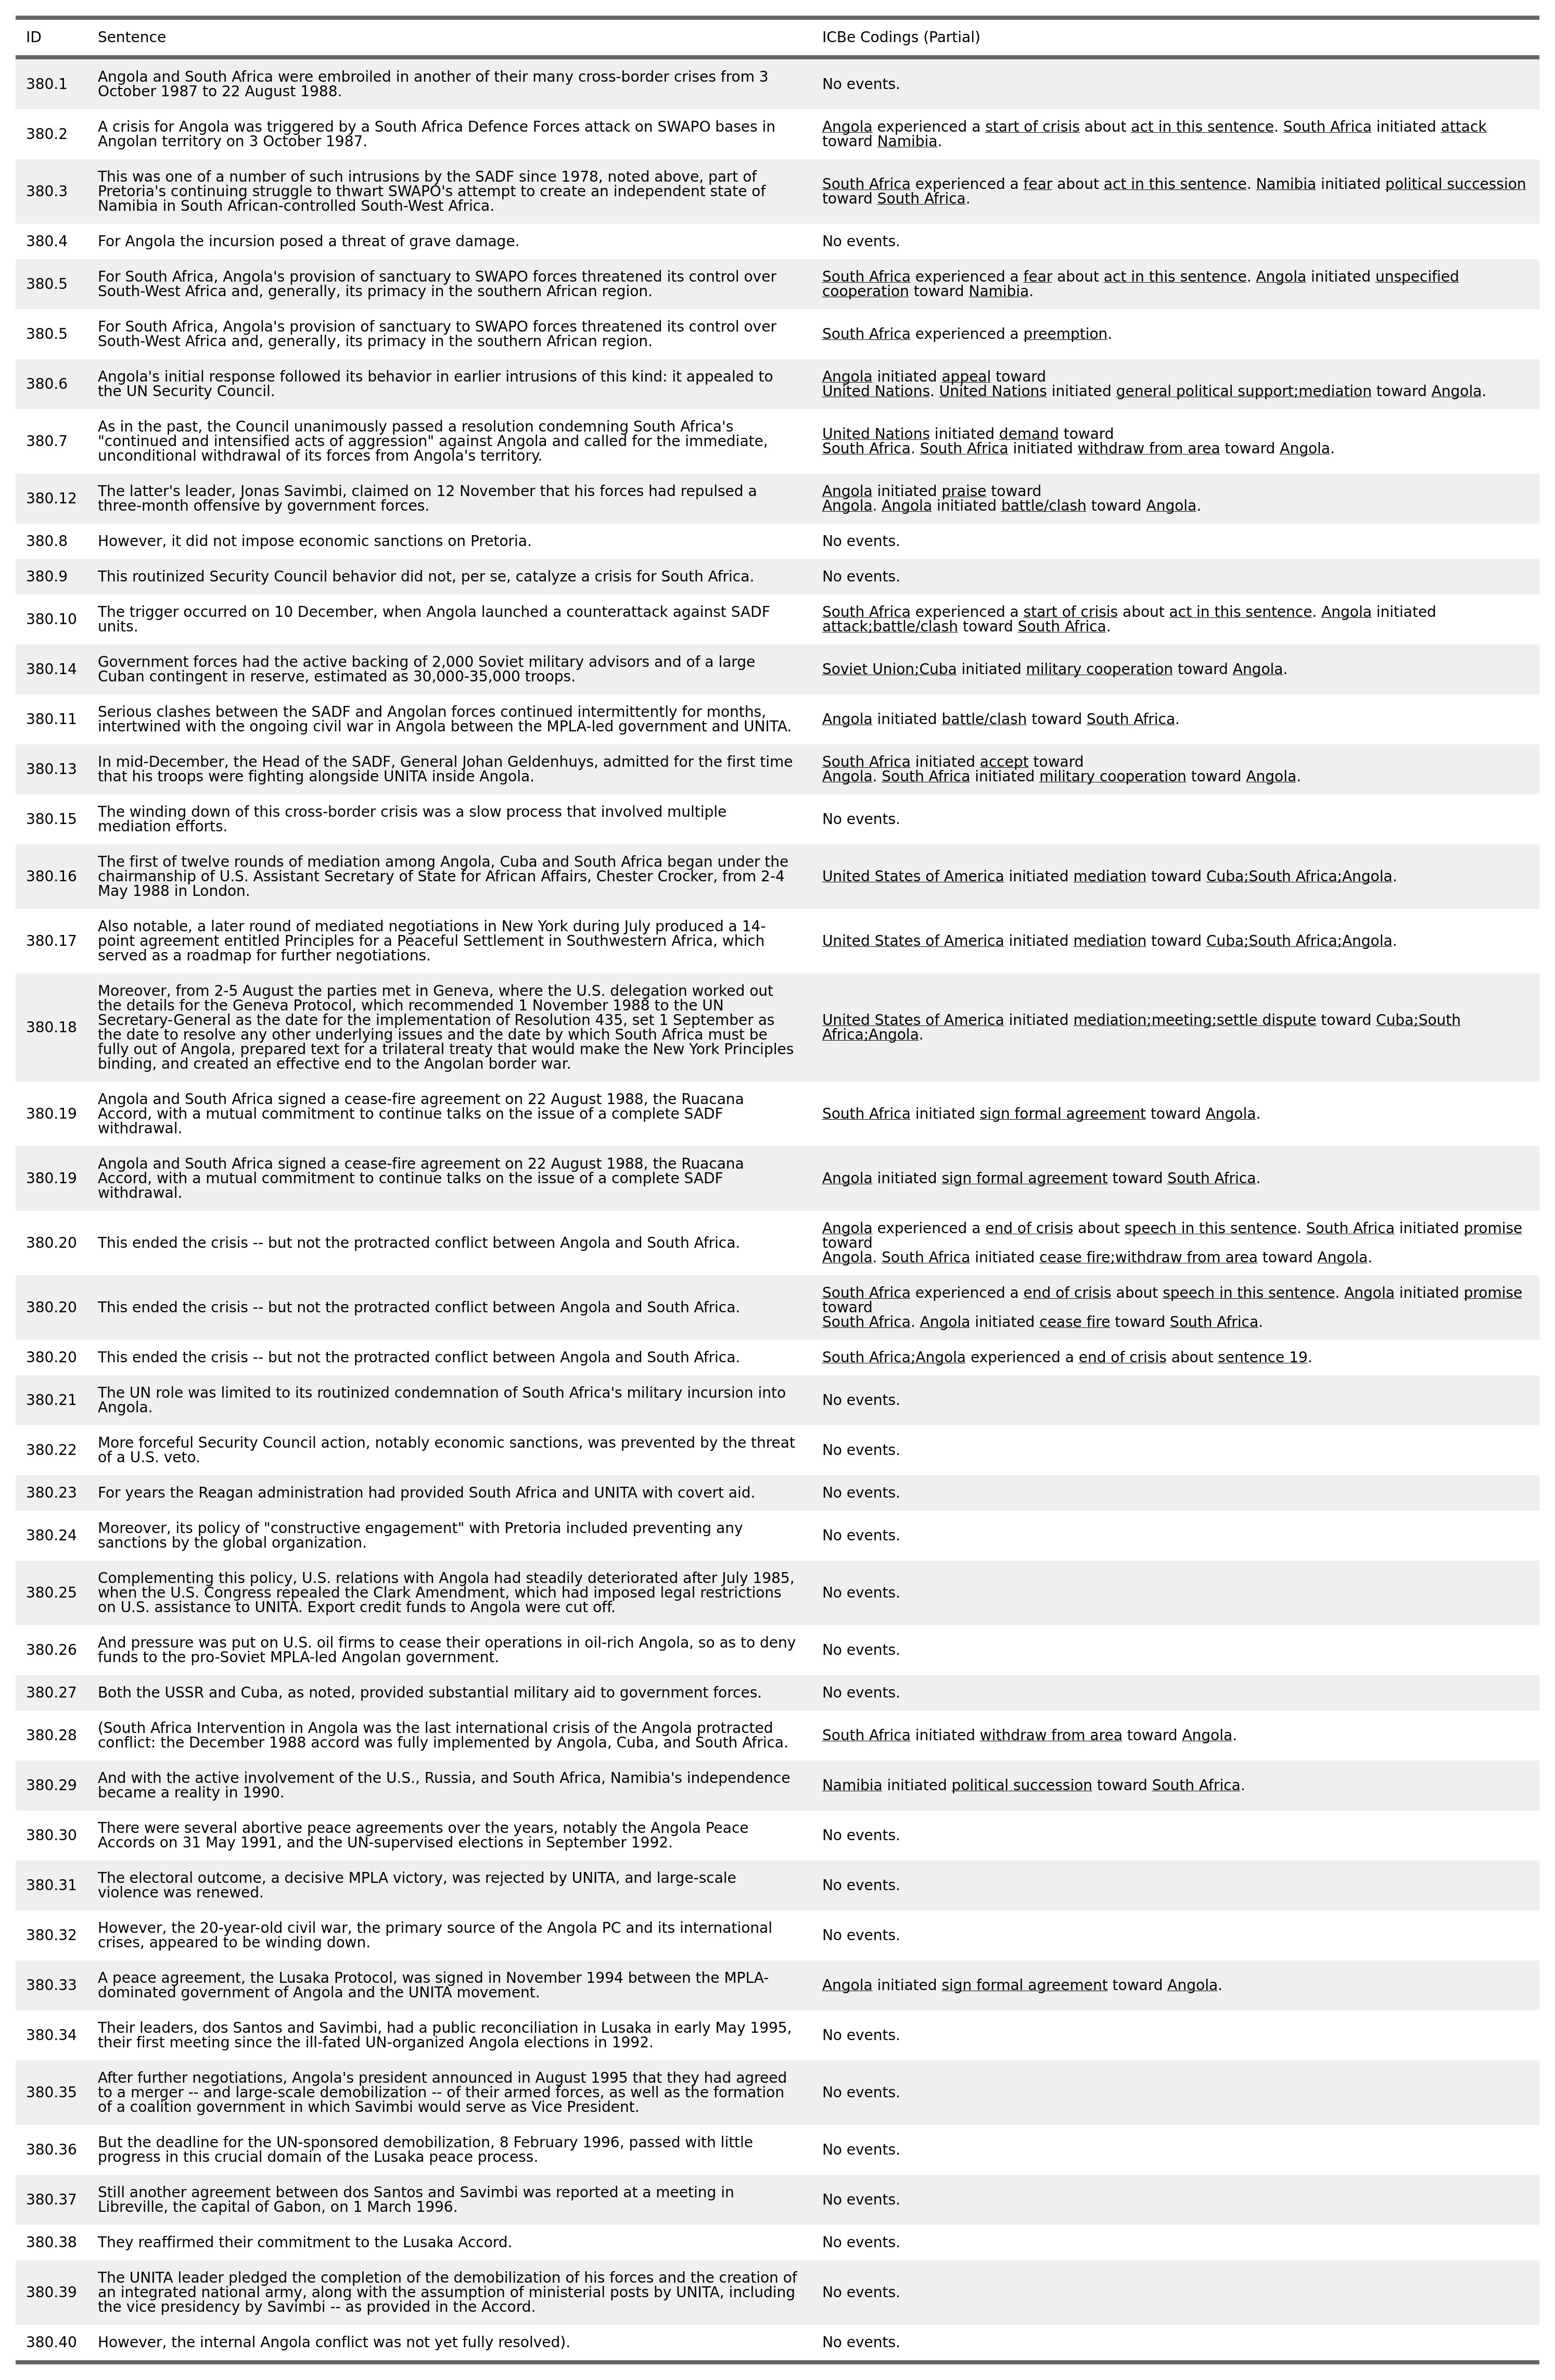 ID Sentence ICBe Codings (Partial)
380.1 Angola and South Africa were embroiled in another of their many cross-border crises from 3
October 1987 to 22 August 1988.
No events.
380.2 A crisis for Angola was triggered by a South Africa Defence Forces attack on SWAPO bases in
Angolan territory on 3 October 1987.
Angola experienced a start of crisis about act in this sentence. South Africa initiated attack
toward Namibia.
380.3 This was one of a number of such intrusions by the SADF since 1978, noted above, part of
Pretoria's continuing struggle to thwart SWAPO's attempt to create an independent state of
Namibia in South African-controlled South-West Africa.
South Africa experienced a fear about act in this sentence. Namibia initiated political succession
toward South Africa.
380.4 For Angola the incursion posed a threat of grave damage.
No events.
380.5 For South Africa, Angola's provision of sanctuary to SWAPO forces threatened its control over
South-West Africa and, generally, its primacy in the southern African region.
South Africa experienced a fear about act in this sentence. Angola initiated unspecified
cooperation toward Namibia.
380.5 For South Africa, Angola's provision of sanctuary to SWAPO forces threatened its control over
South-West Africa and, generally, its primacy in the southern African region.
South Africa experienced a preemption.
380.6 Angola's initial response followed its behavior in earlier intrusions of this kind: it appealed to
the UN Security Council.
Angola initiated appeal toward
United Nations. United Nations initiated general political support;mediation toward Angola.
380.7 As in the past, the Council unanimously passed a resolution condemning South Africa's
"continued and intensified acts of aggression" against Angola and called for the immediate,
unconditional withdrawal of its forces from Angola's territory.
United Nations initiated demand toward
South Africa. South Africa initiated withdraw from area toward Angola.
380.12 The latter's leader, Jonas Savimbi, claimed on 12 November that his forces had repulsed a
three-month offensive by government forces.
Angola initiated praise toward
Angola. Angola initiated battle/clash toward Angola.
380.8 However, it did not impose economic sanctions on Pretoria.
No events.
380.9 This routinized Security Council behavior did not, per se, catalyze a crisis for South Africa.
No events.
380.10 The trigger occurred on 10 December, when Angola launched a counterattack against SADF
units.
South Africa experienced a start of crisis about act in this sentence. Angola initiated
attack;battle/clash toward South Africa.
380.14 Government forces had the active backing of 2,000 Soviet military advisors and of a large
Cuban contingent in reserve, estimated as 30,000-35,000 troops.
Soviet Union;Cuba initiated military cooperation toward Angola.
380.11 Serious clashes between the SADF and Angolan forces continued intermittently for months,
intertwined with the ongoing civil war in Angola between the MPLA-led government and UNITA.
Angola initiated battle/clash toward South Africa.
380.13 In mid-December, the Head of the SADF, General Johan Geldenhuys, admitted for the first time
that his troops were fighting alongside UNITA inside Angola.
South Africa initiated accept toward
Angola. South Africa initiated military cooperation toward Angola.
380.15 The winding down of this cross-border crisis was a slow process that involved multiple
mediation efforts.
No events.
380.16 The first of twelve rounds of mediation among Angola, Cuba and South Africa began under the
chairmanship of U.S. Assistant Secretary of State for African Affairs, Chester Crocker, from 2-4
May 1988 in London.
United States of America initiated mediation toward Cuba;South Africa;Angola.
380.17 Also notable, a later round of mediated negotiations in New York during July produced a 14-
point agreement entitled Principles for a Peaceful Settlement in Southwestern Africa, which
served as a roadmap for further negotiations.
United States of America initiated mediation toward Cuba;South Africa;Angola.
380.18 Moreover, from 2-5 August the parties met in Geneva, where the U.S. delegation worked out
the details for the Geneva Protocol, which recommended 1 November 1988 to the UN
Secretary-General as the date for the implementation of Resolution 435, set 1 September as
the date to resolve any other underlying issues and the date by which South Africa must be
fully out of Angola, prepared text for a trilateral treaty that would make the New York Principles
binding, and created an effective end to the Angolan border war.
United States of America initiated mediation;meeting;settle dispute toward Cuba;South
Africa;Angola.
380.19 Angola and South Africa signed a cease-fire agreement on 22 August 1988, the Ruacana
Accord, with a mutual commitment to continue talks on the issue of a complete SADF
withdrawal.
South Africa initiated sign formal agreement toward Angola.
380.19 Angola and South Africa signed a cease-fire agreement on 22 August 1988, the Ruacana
Accord, with a mutual commitment to continue talks on the issue of a complete SADF
withdrawal.
Angola initiated sign formal agreement toward South Africa.
380.20 This ended the crisis -- but not the protracted conflict between Angola and South Africa.
Angola experienced a end of crisis about speech in this sentence. South Africa initiated promise
toward
Angola. South Africa initiated cease fire;withdraw from area toward Angola.
380.20 This ended the crisis -- but not the protracted conflict between Angola and South Africa.
South Africa experienced a end of crisis about speech in this sentence. Angola initiated promise
toward
South Africa. Angola initiated cease fire toward South Africa.
380.20 This ended the crisis -- but not the protracted conflict between Angola and South Africa.
South Africa;Angola experienced a end of crisis about sentence 19.
380.21 The UN role was limited to its routinized condemnation of South Africa's military incursion into
Angola.
No events.
380.22 More forceful Security Council action, notably economic sanctions, was prevented by the threat
of a U.S. veto.
No events.
380.23 For years the Reagan administration had provided South Africa and UNITA with covert aid.
No events.
380.24 Moreover, its policy of "constructive engagement" with Pretoria included preventing any
sanctions by the global organization.
No events.
380.25 Complementing this policy, U.S. relations with Angola had steadily deteriorated after July 1985,
when the U.S. Congress repealed the Clark Amendment, which had imposed legal restrictions
on U.S. assistance to UNITA. Export credit funds to Angola were cut off.
No events.
380.26 And pressure was put on U.S. oil firms to cease their operations in oil-rich Angola, so as to deny
funds to the pro-Soviet MPLA-led Angolan government.
No events.
380.27 Both the USSR and Cuba, as noted, provided substantial military aid to government forces.
No events.
380.28 (South Africa Intervention in Angola was the last international crisis of the Angola protracted
conflict: the December 1988 accord was fully implemented by Angola, Cuba, and South Africa.
South Africa initiated withdraw from area toward Angola.
380.29 And with the active involvement of the U.S., Russia, and South Africa, Namibia's independence
became a reality in 1990.
Namibia initiated political succession toward South Africa.
380.30 There were several abortive peace agreements over the years, notably the Angola Peace
Accords on 31 May 1991, and the UN-supervised elections in September 1992.
No events.
380.31 The electoral outcome, a decisive MPLA victory, was rejected by UNITA, and large-scale
violence was renewed.
No events.
380.32 However, the 20-year-old civil war, the primary source of the Angola PC and its international
crises, appeared to be winding down.
No events.
380.33 A peace agreement, the Lusaka Protocol, was signed in November 1994 between the MPLA-
dominated government of Angola and the UNITA movement.
Angola initiated sign formal agreement toward Angola.
380.34 Their leaders, dos Santos and Savimbi, had a public reconciliation in Lusaka in early May 1995,
their first meeting since the ill-fated UN-organized Angola elections in 1992.
No events.
380.35 After further negotiations, Angola's president announced in August 1995 that they had agreed
to a merger -- and large-scale demobilization -- of their armed forces, as well as the formation
of a coalition government in which Savimbi would serve as Vice President.
No events.
380.36 But the deadline for the UN-sponsored demobilization, 8 February 1996, passed with little
progress in this crucial domain of the Lusaka peace process.
No events.
380.37 Still another agreement between dos Santos and Savimbi was reported at a meeting in
Libreville, the capital of Gabon, on 1 March 1996.
No events.
380.38 They reaffirmed their commitment to the Lusaka Accord.
No events.
380.39 The UNITA leader pledged the completion of the demobilization of his forces and the creation of
an integrated national army, along with the assumption of ministerial posts by UNITA, including
the vice presidency by Savimbi -- as provided in the Accord.
No events.
380.40 However, the internal Angola conflict was not yet fully resolved).
No events.